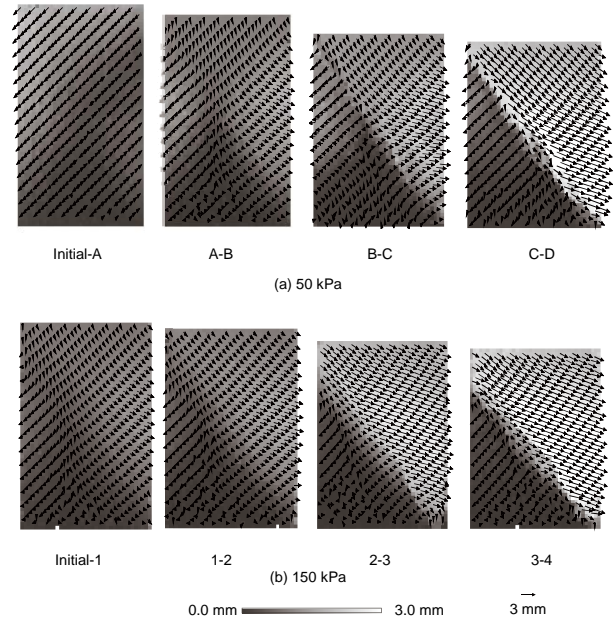 Initial-A A-B B-C C-D
(a) 50 kPa
Initial-1 1-2 2-3 3-4
(b) 150 kPa
0.0 mm 3.0 mm 3 mm